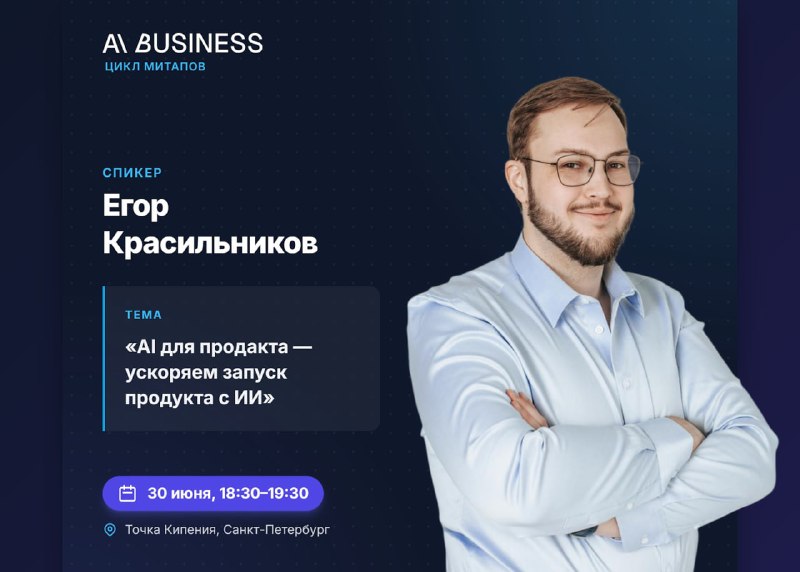 AI BUSINESS
ЦИКЛ МИТАПОВ
СПИКЕР
Егор
Красильников
ТЕМА
«AI для продакта —
ускоряем запуск
продукта с ИИ»
30 июня, 18:30–19:30
Точка Кипения, Санкт-Петербург